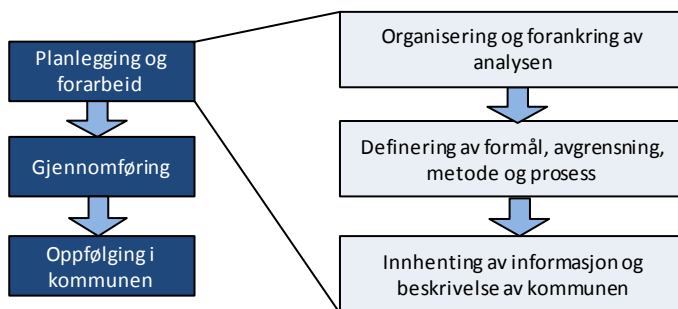 Planlegging og
forarbeid
Gjennomføring
Oppfølging i
kommunen
Organisering og forankring av
analysen
Definering av formål, avgrensning,
metode og prosess
Innhenting av informasjon og
beskrivelse av kommunen